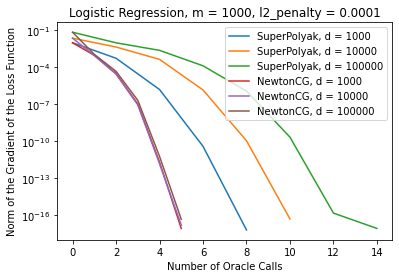 Logistic Regression, m = 1000, l2_penalty = 0.0001
Norm of the Gradient of the Loss Function
10⁻¹
10⁻⁴
10⁻⁷
10⁻¹⁰
10⁻¹³
10⁻¹⁶
SuperPolyak, d = 1000
SuperPolyak, d = 10000
SuperPolyak, d = 100000
NewtonCG, d = 1000
NewtonCG, d = 10000
NewtonCG, d = 100000
0 2 4 6 8 10 12 14
Number of Oracle Calls